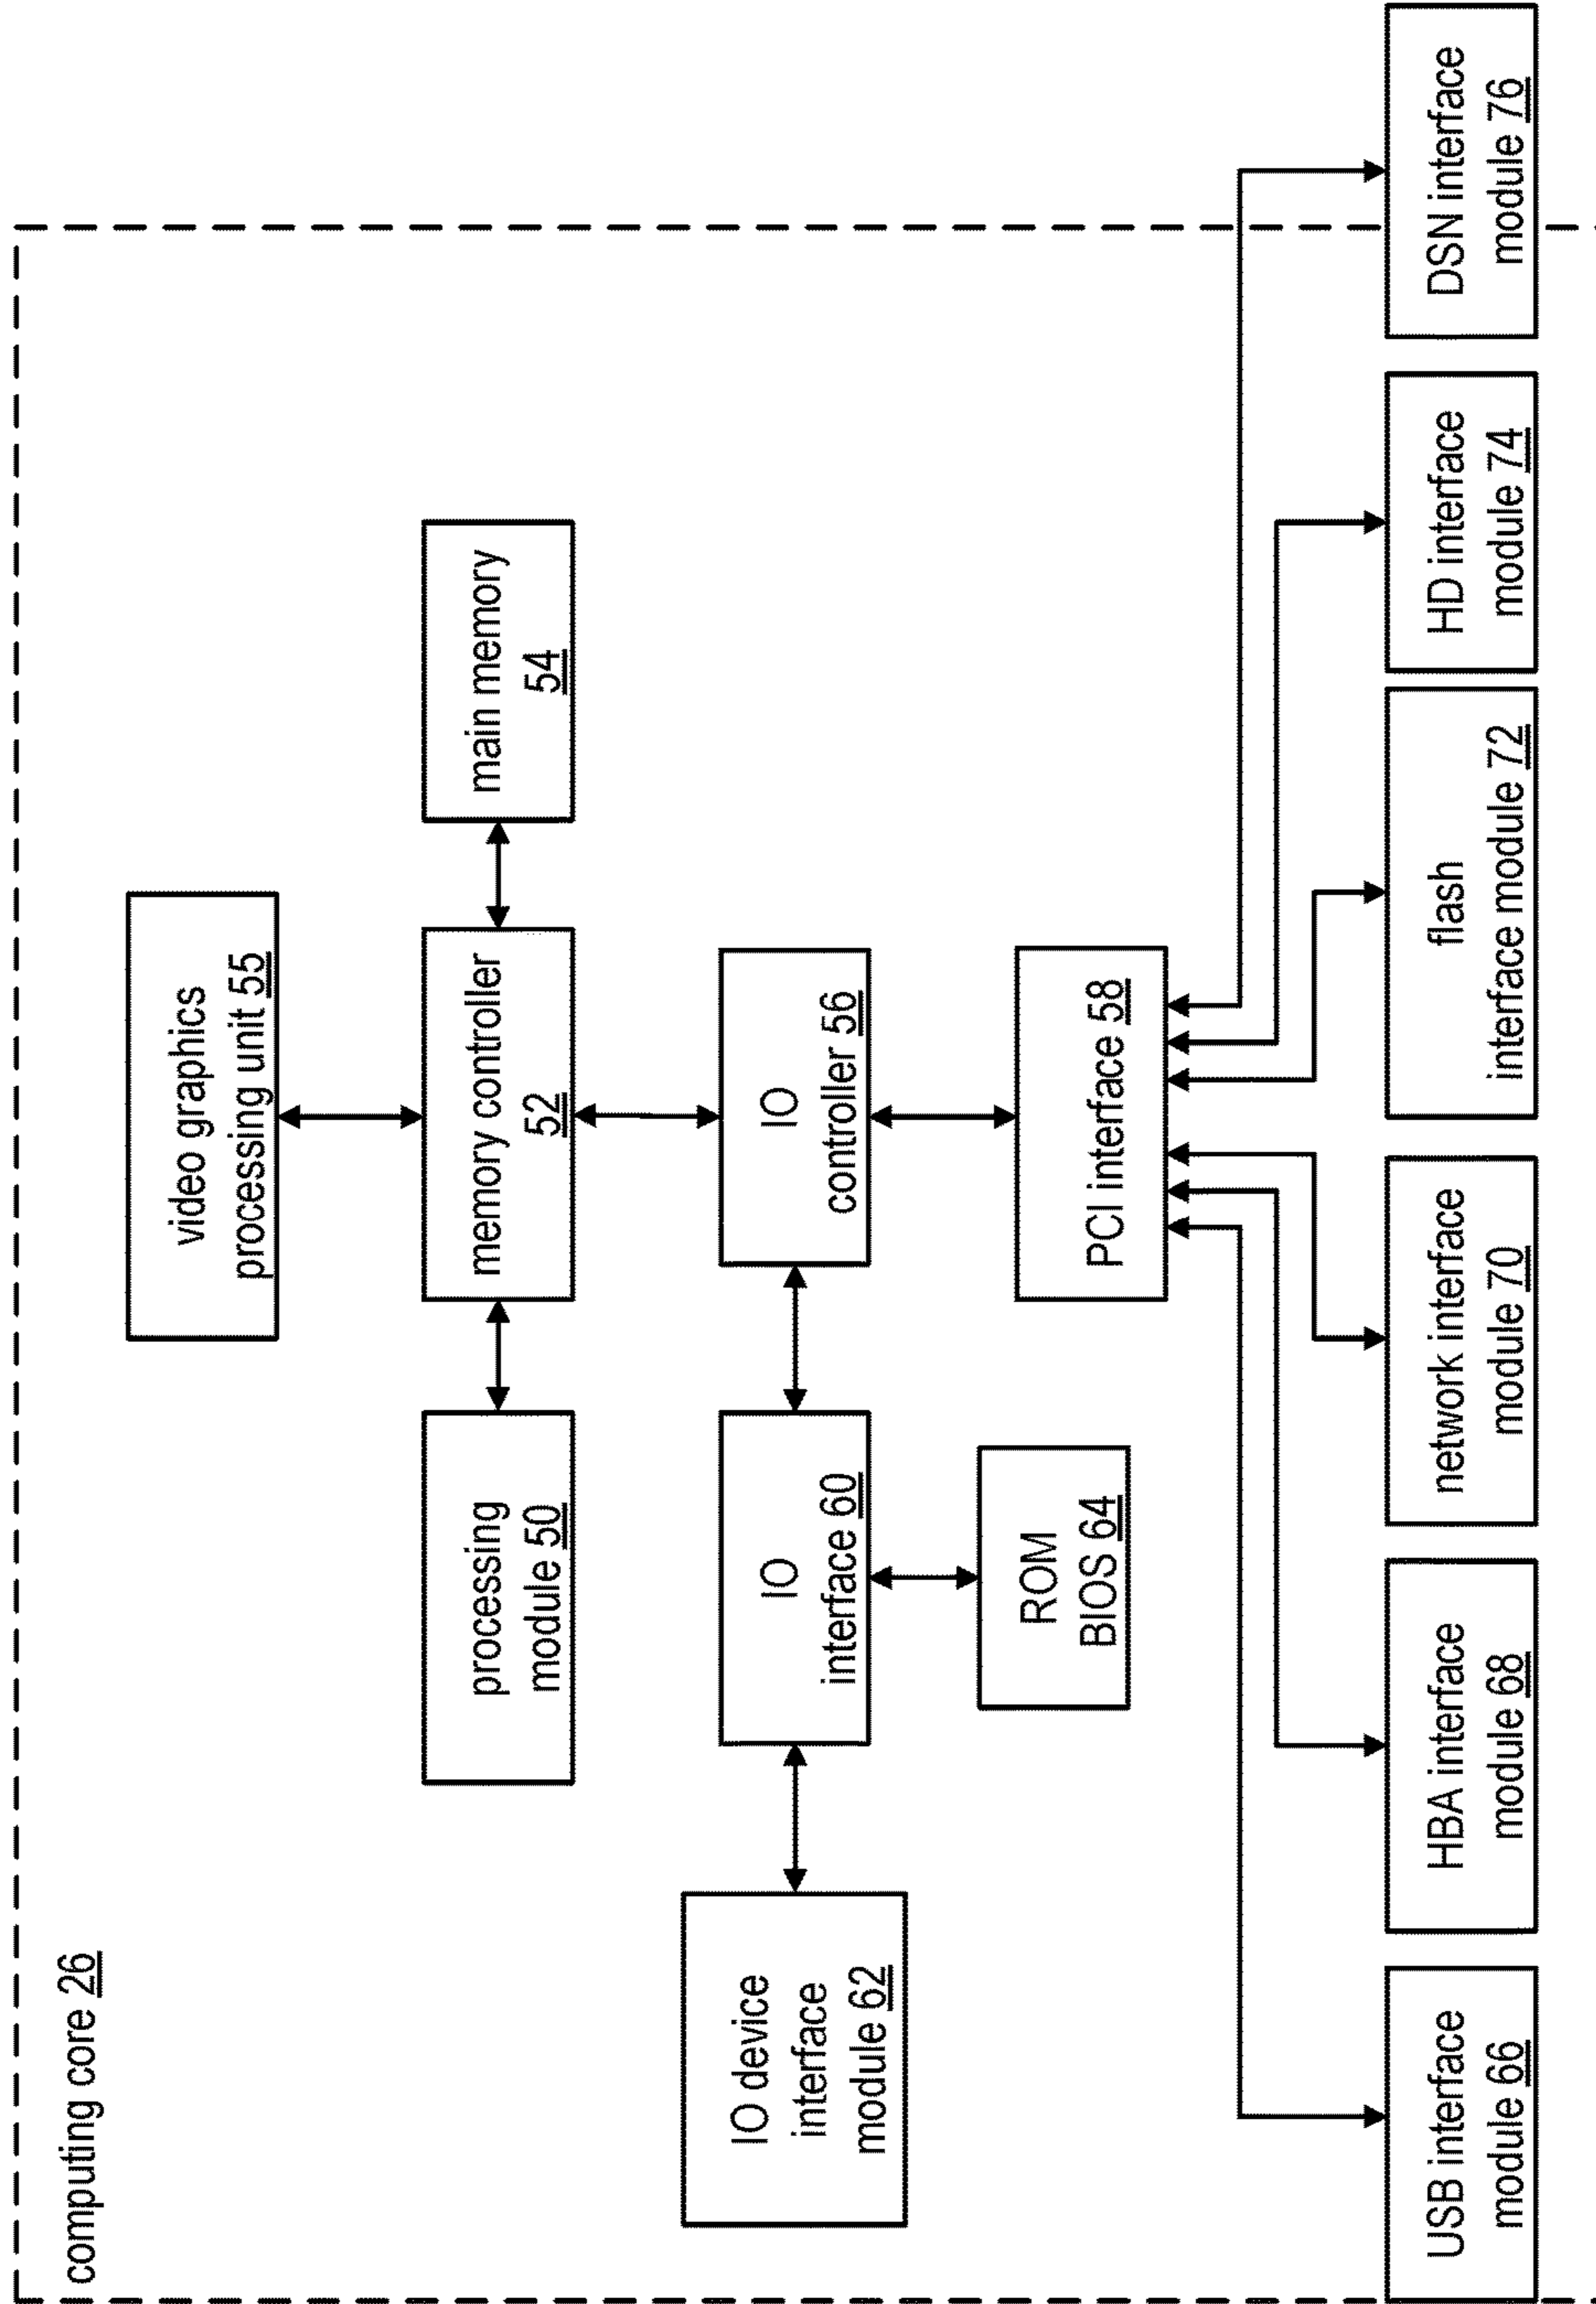 computing core 26
video graphics
processing unit 55
processing
module 50
memory controller
52
main memory
54
IO device
interface
module 62
IO
interface 60
IO
controller 56
ROM
BIOS 64
PCI interface 58
USB interface
module 66
HBA interface
module 68
network interface
module 70
flash
interface module 72
HD interface
module 74
DSN interface
module 76